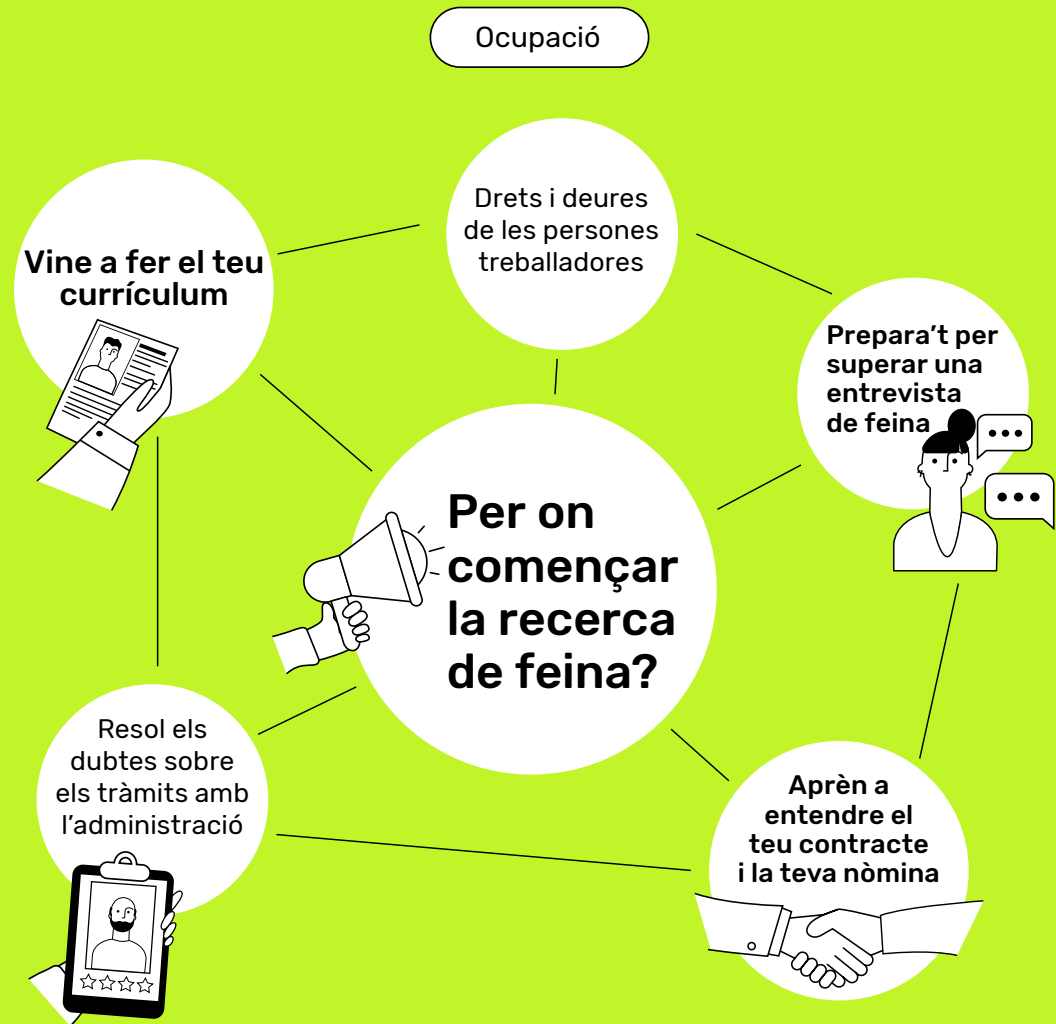 Ocupació
Drets i deures
de les persones
treballadores
Vine a fer el teu
currículum
Prepara’t per
superar una
entrevista
de feina
Per on
començar
la recerca
de feina?
Resol els
dubtes sobre
els tràmits amb
l’administració
Aprèn a
entendre el
teu contracte
i la teva nòmina